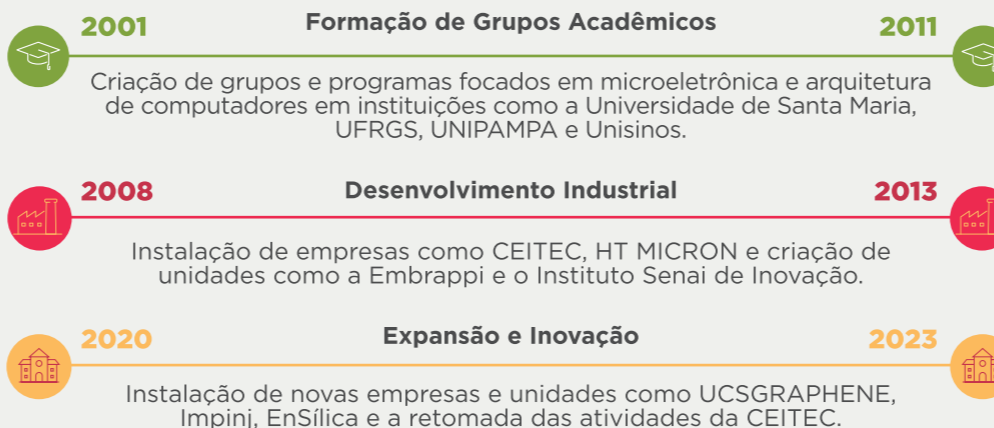 2001 Formação de Grupos Acadêmicos 2011
Criação de grupos e programas focados em microeletrônica e arquitetura
de computadores em instituições como a Universidade de Santa Maria,
UFRGS, UNIPAMPA e Unisinos.
2008 Desenvolvimento Industrial 2013
Instalação de empresas como CEITEC, HT MICRON e criação de
unidades como a Embrappi e o Instituto Senai de Inovação.
2020 Expansão e Inovação 2023
Instalação de novas empresas e unidades como UCSGRAPHENE,
Impinj, EnSílica e a retomada das atividades da CEITEC.